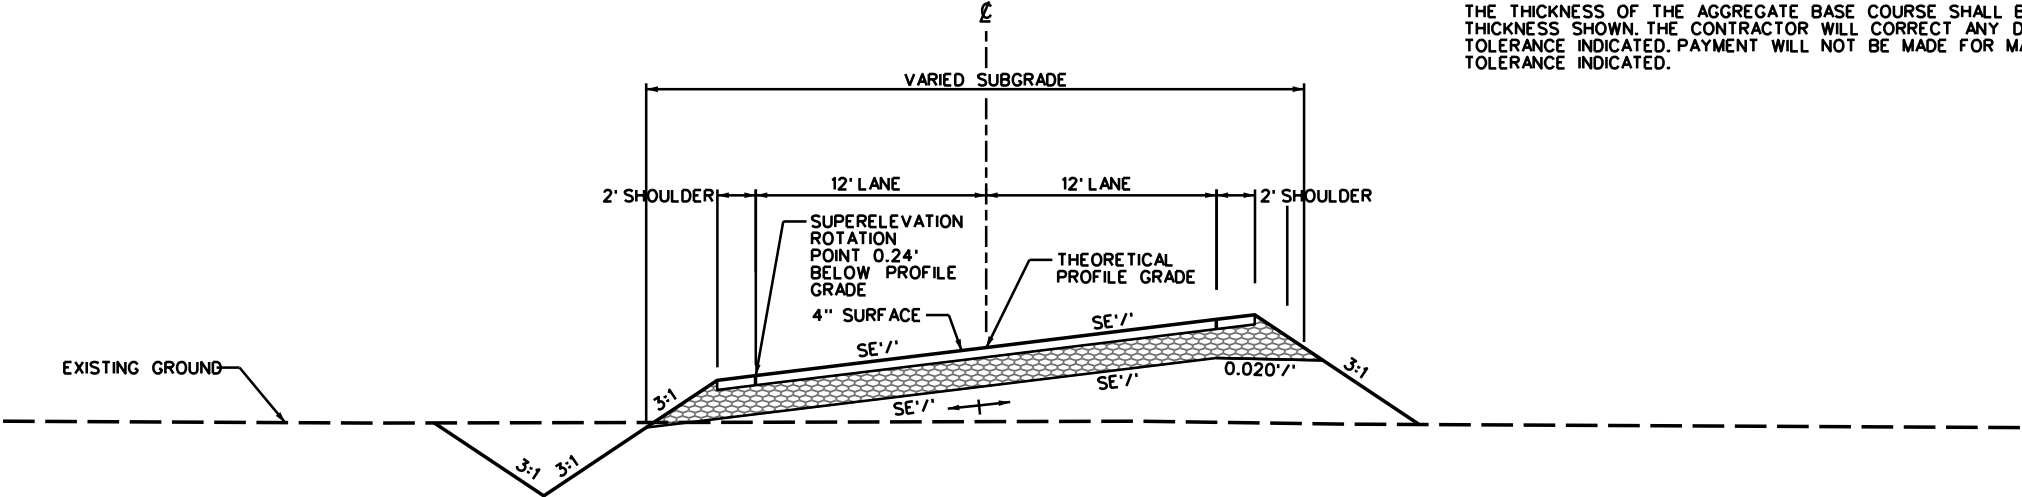 ℄
THE THICKNESS OF THE AGGREGATE BASE COURSE SHALL
THICKNESS SHOWN. THE CONTRACTOR WILL CORRECT ANY
TOLERANCE INDICATED. PAYMENT WILL NOT BE MADE FOR
TOLERANCE INDICATED.
VARIED SUBGRADE
2' SHOULDER
12' LANE
12' LANE
2' SHOULDER
SUPERELEVATION
ROTATION
POINT 0.24'
BELOW PROFILE
GRADE
THEORETICAL
PROFILE GRADE
4" SURFACE
SE'/'
SE'/'
EXISTING GROUND
3:1
0.020'/'
3:1
SE'/'
SE'/'
3:1
3:1